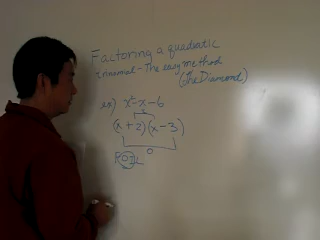 Factoring a quadratic
trinomial - The easy method
(The Diamond)
ex) x²-x-6
(x+2)(x-3)
O
FOIL